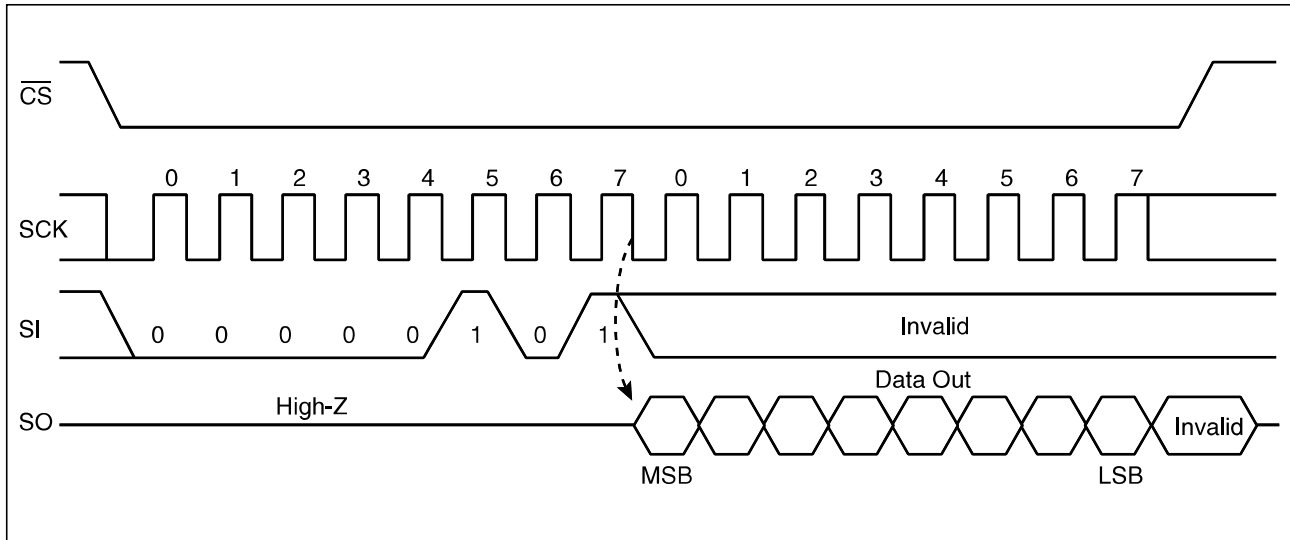 C̅S̅
0 1 2 3 4 5 6 7 0 1 2 3 4 5 6 7
SCK
SI 0 0 0 0 0 1 0 1 Invalid
Data Out
High-Z
SO Invalid
MSB LSB